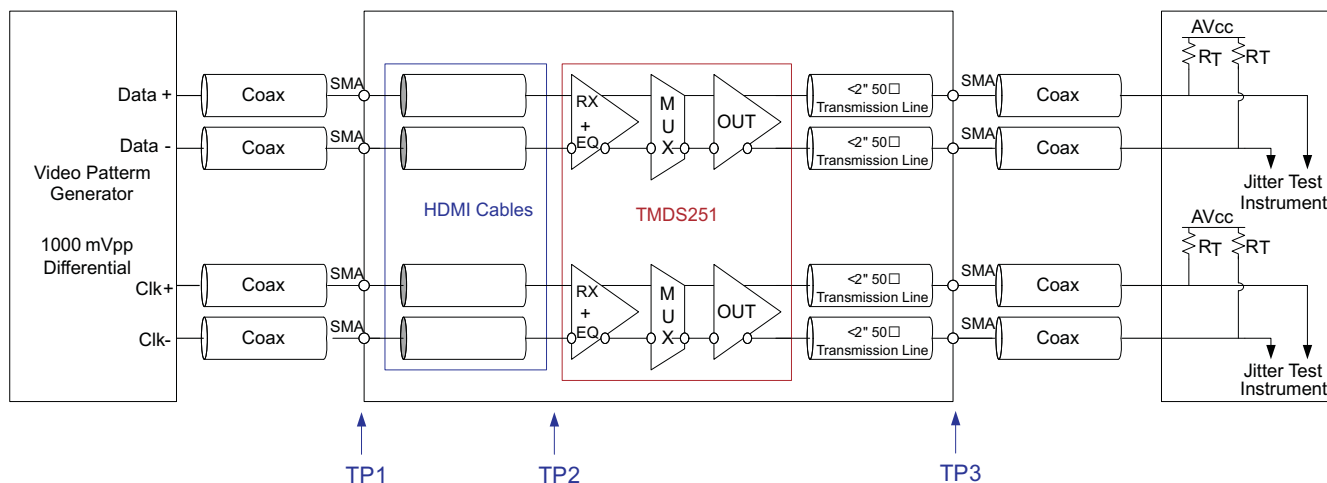 Data +
Data -
Video Patterm
Generator
1000 mVpp
Differential
Clk+
Clk-
Coax
Coax
Coax
Coax
SMA
SMA
SMA
SMA
HDMI Cables
RX
+
EQ
M
U
X
OUT
TMDS251
RX
+
EQ
M
U
X
OUT
<2" 50□
Transmission Line
<2" 50□
Transmission Line
<2" 50□
Transmission Line
<2" 50□
Transmission Line
SMA
SMA
SMA
SMA
Coax
Coax
Coax
Coax
AVcc
RT
RT
Jitter Test
Instrument
AVcc
RT
RT
Jitter Test
Instrument
TP1
TP2
TP3